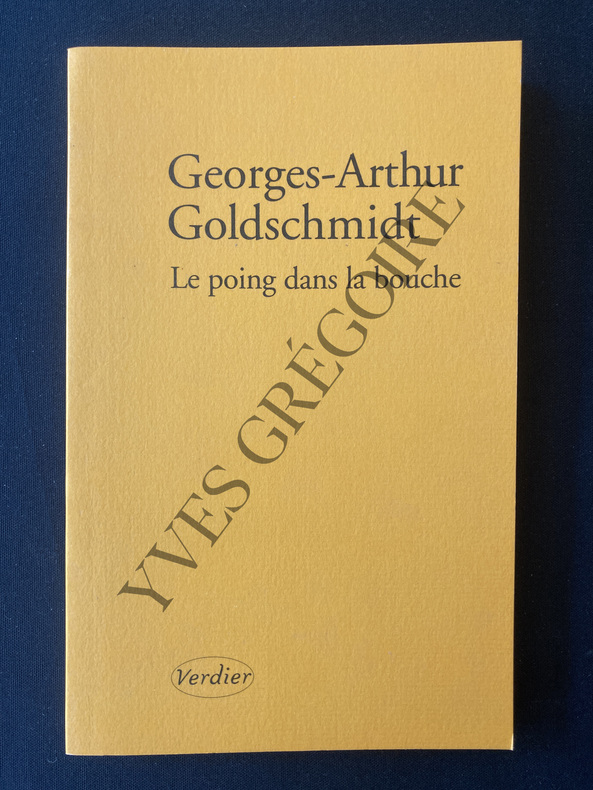 Georges-Arthur
Goldschmidt
Le poing dans la bouche
YVES GRÉGOIRE
Verdier